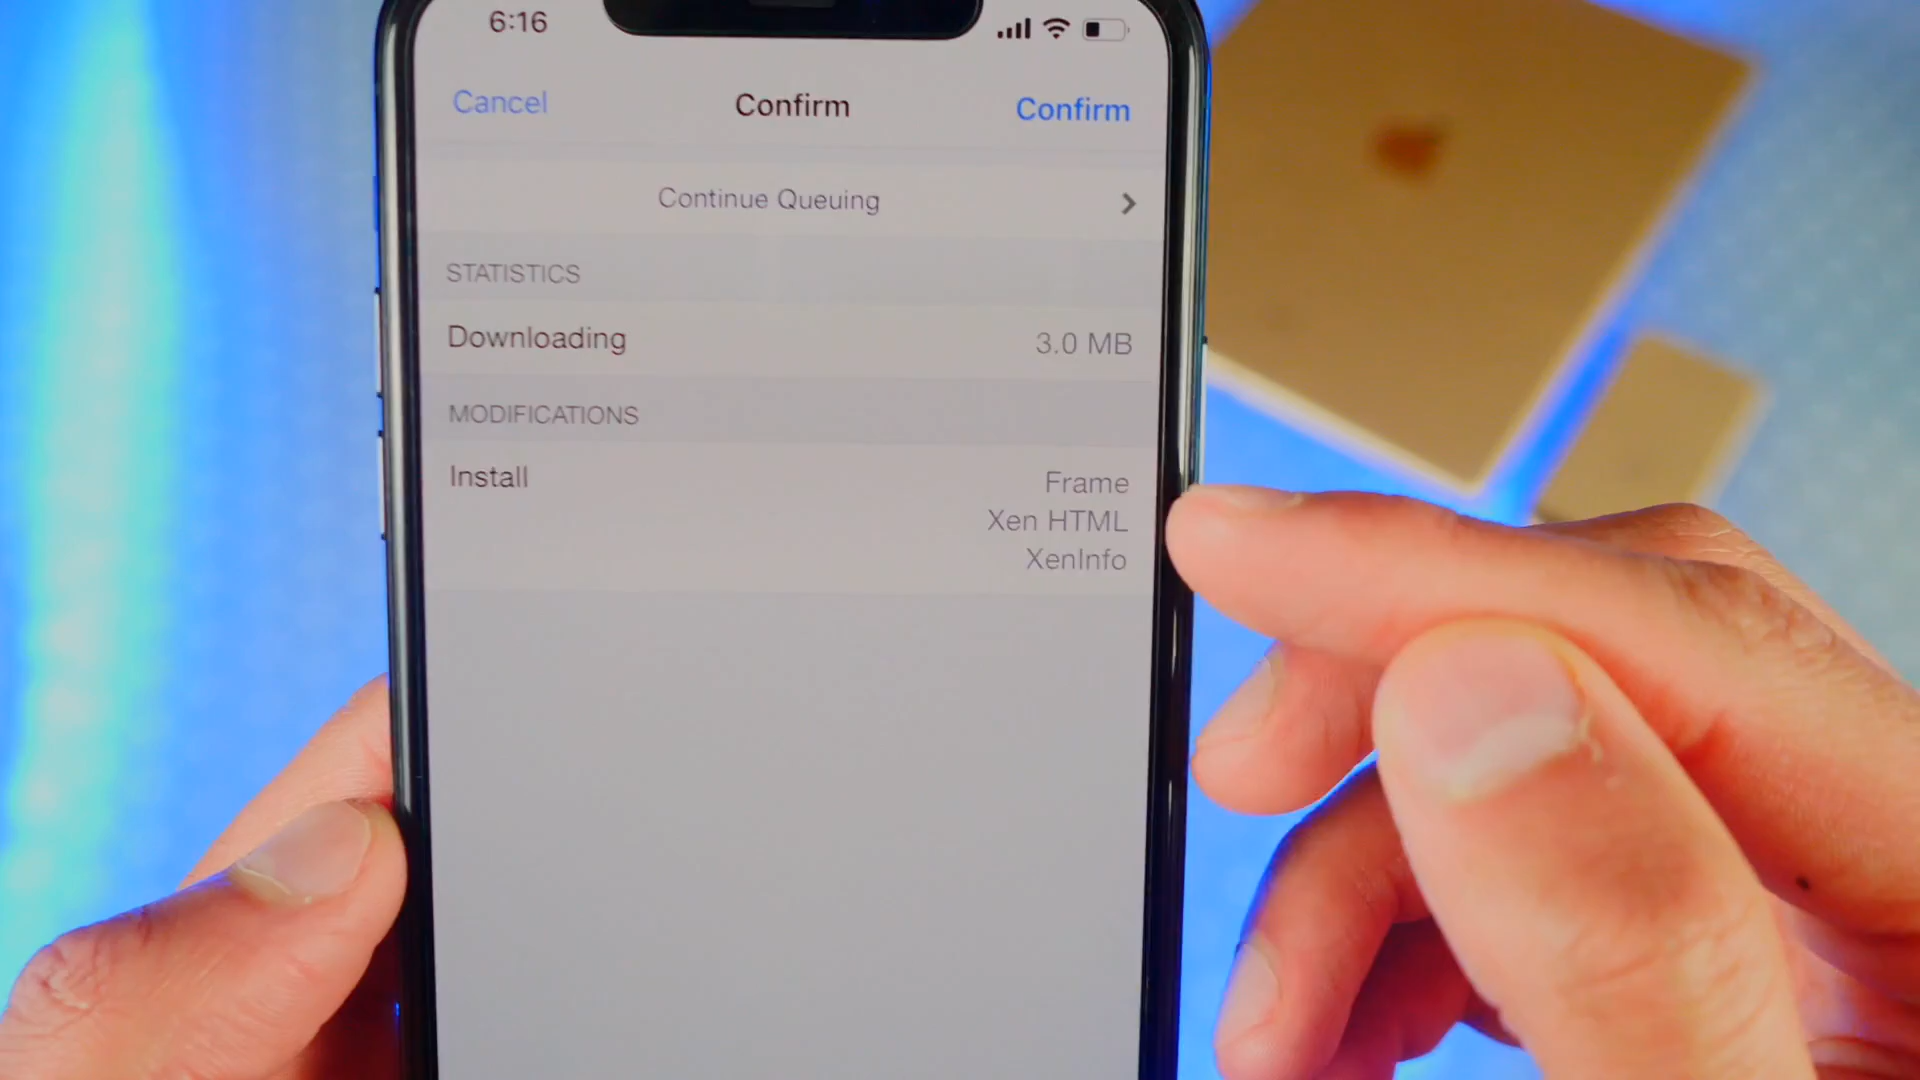 6:16
Cancel
Confirm
Confirm
Continue Queuing
STATISTICS
Downloading
3.0 MB
MODIFICATIONS
Install
Frame
Xen HTML
XenInfo